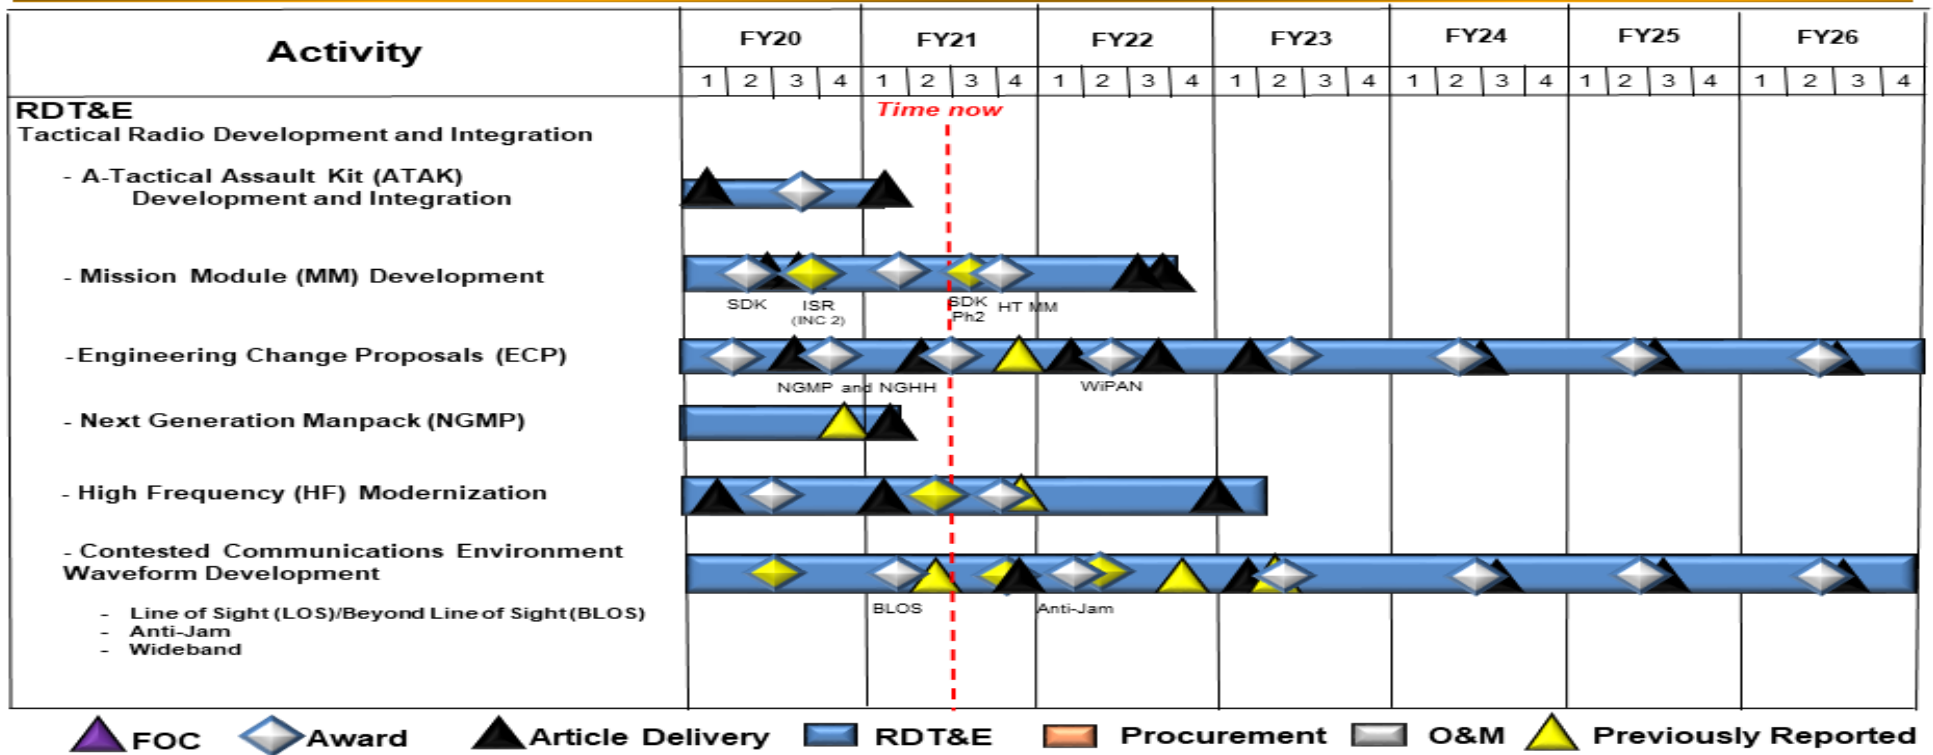 Activity
FY20 FY21 FY22 FY23 FY24 FY25 FY26
1 2 3 4 1 2 3 4 1 2 3 4 1 2 3 4 1 2 3 4 1 2 3 4 1 2 3 4
RDT&E
Time now
Tactical Radio Development and Integration
- A-Tactical Assault Kit (ATAK)
Development and Integration
- Mission Module (MM) Development
SDK
ISR
(INC 2)
SDK
Ph2
HT MM
-Engineering Change Proposals (ECP)
NGMP and NGHH
WiPAN
- Next Generation Manpack (NGMP)
- High Frequency (HF) Modernization
- Contested Communications Environment
Waveform Development
BLOS
Anti-Jam
- Line of Sight (LOS)/Beyond Line of Sight (BLOS)
- Anti-Jam
- Wideband
FOC Award Article Delivery RDT&E Procurement O&M Previously Reported